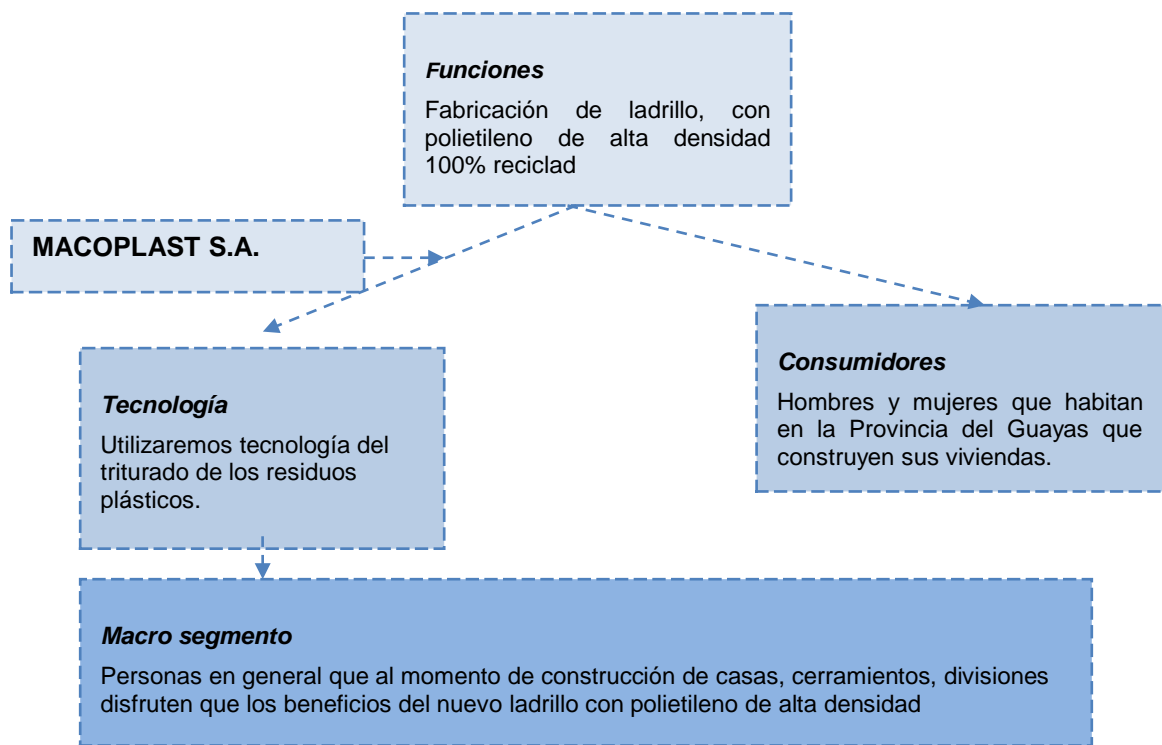 Funciones
Fabricación de ladrillo, con
polietileno de alta densidad
100% reciclad
MACOPLAST S.A.
Tecnología
Utilizaremos tecnología del
triturado de los residuos
plásticos.
Consumidores
Hombres y mujeres que habitan
en la Provincia del Guayas que
construyen sus viviendas.
Macro segmento
Personas en general que al momento de construcción de casas, cerramientos, divisiones
disfruten que los beneficios del nuevo ladrillo con polietileno de alta densidad